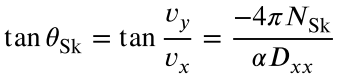 tan θ_Sk = tan v_y / v_x = −4πN_Sk / αD_xx